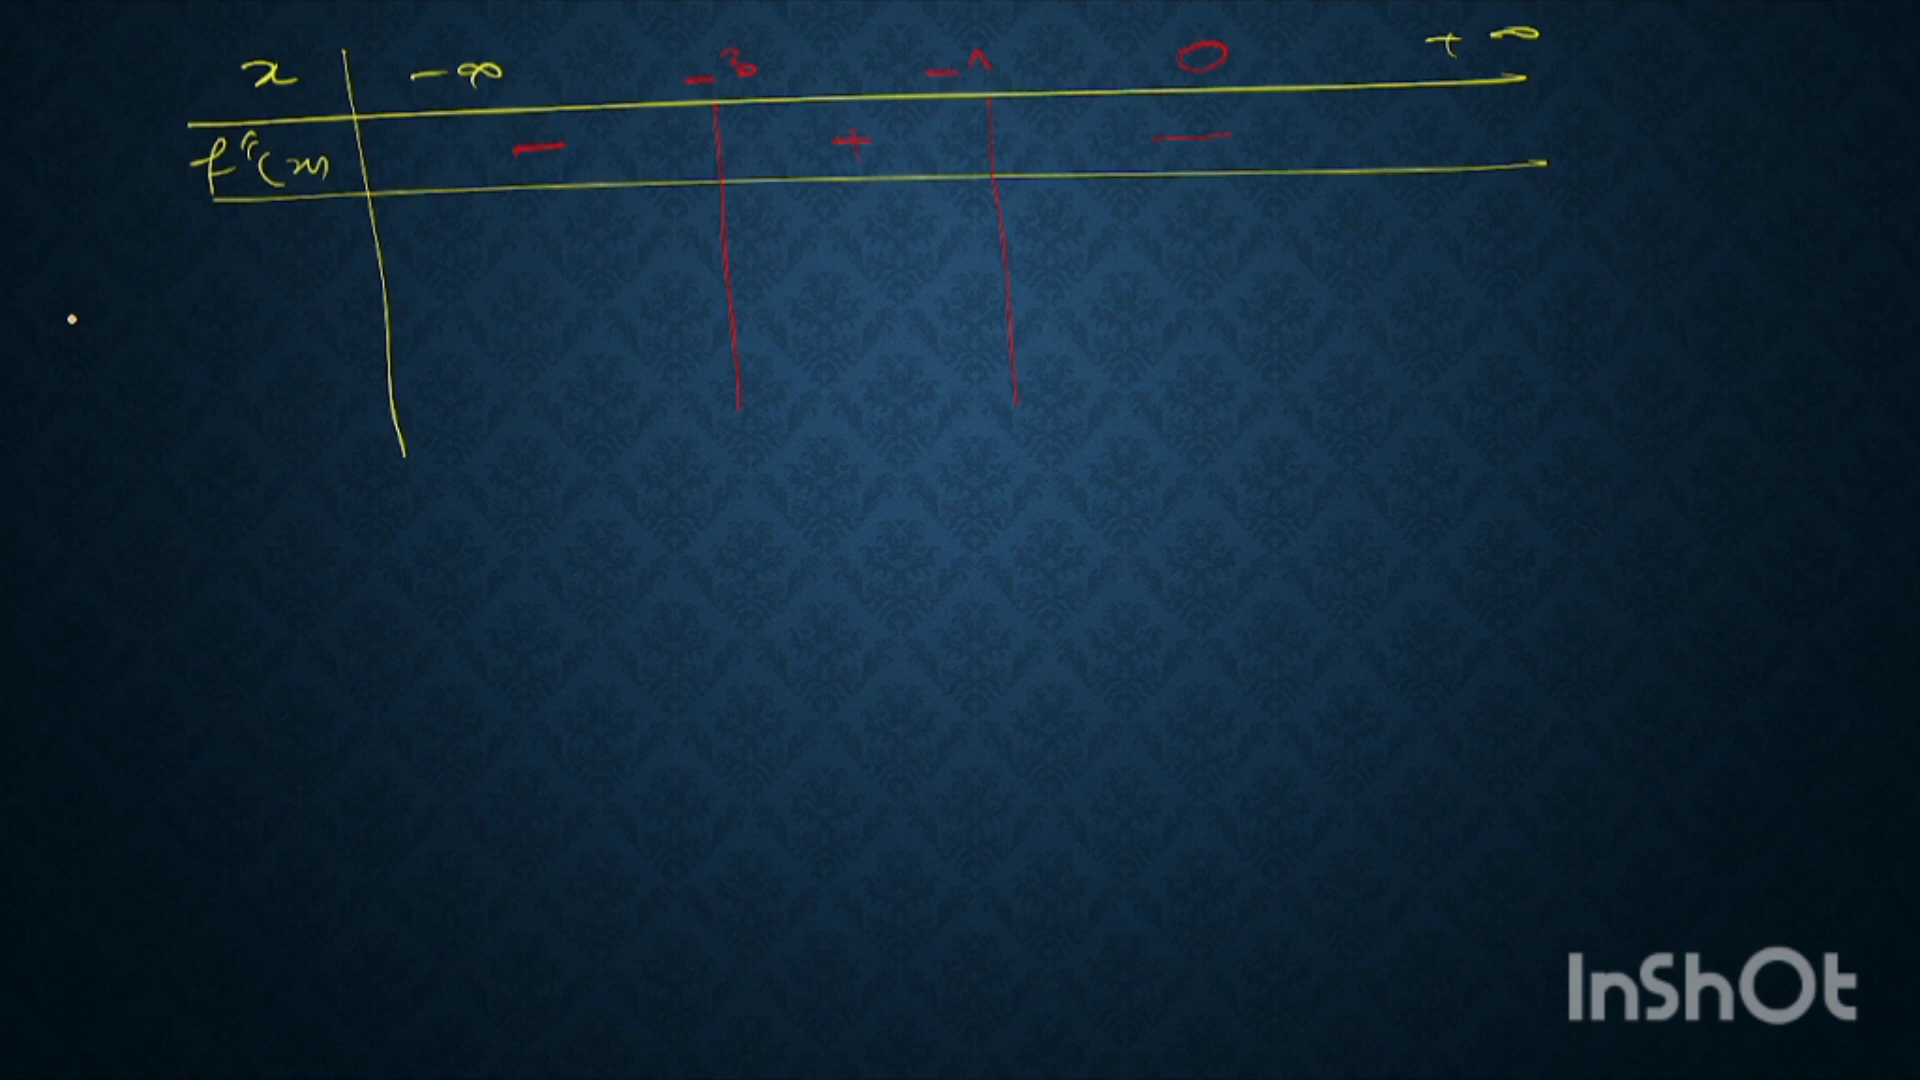 x -∞ -3 -1 0 +∞
f''(x) - + -
InShOt